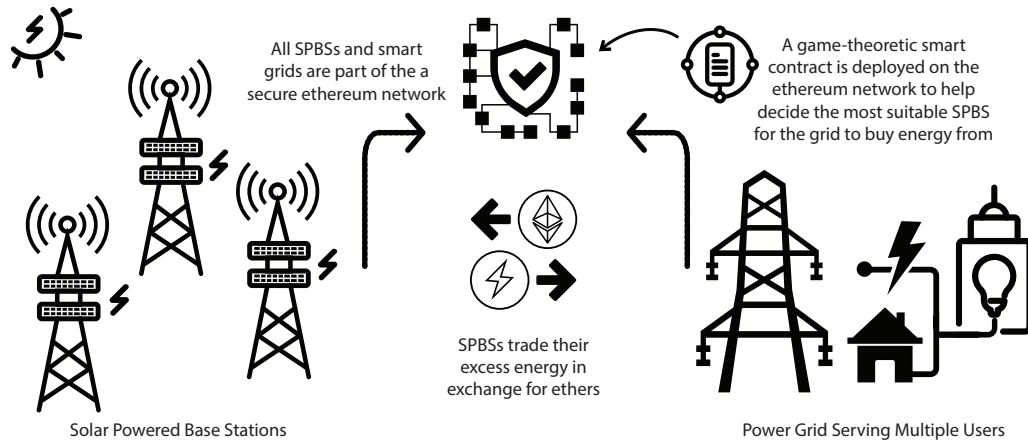 All SPBSs and smart
grids are part of the a
secure ethereum network
A game-theoretic smart
contract is deployed on the
ethereum network to help
decide the most suitable SPBS
for the grid to buy energy from
SPBSs trade their
excess energy in
exchange for ethers
Solar Powered Base Stations
Power Grid Serving Multiple Users